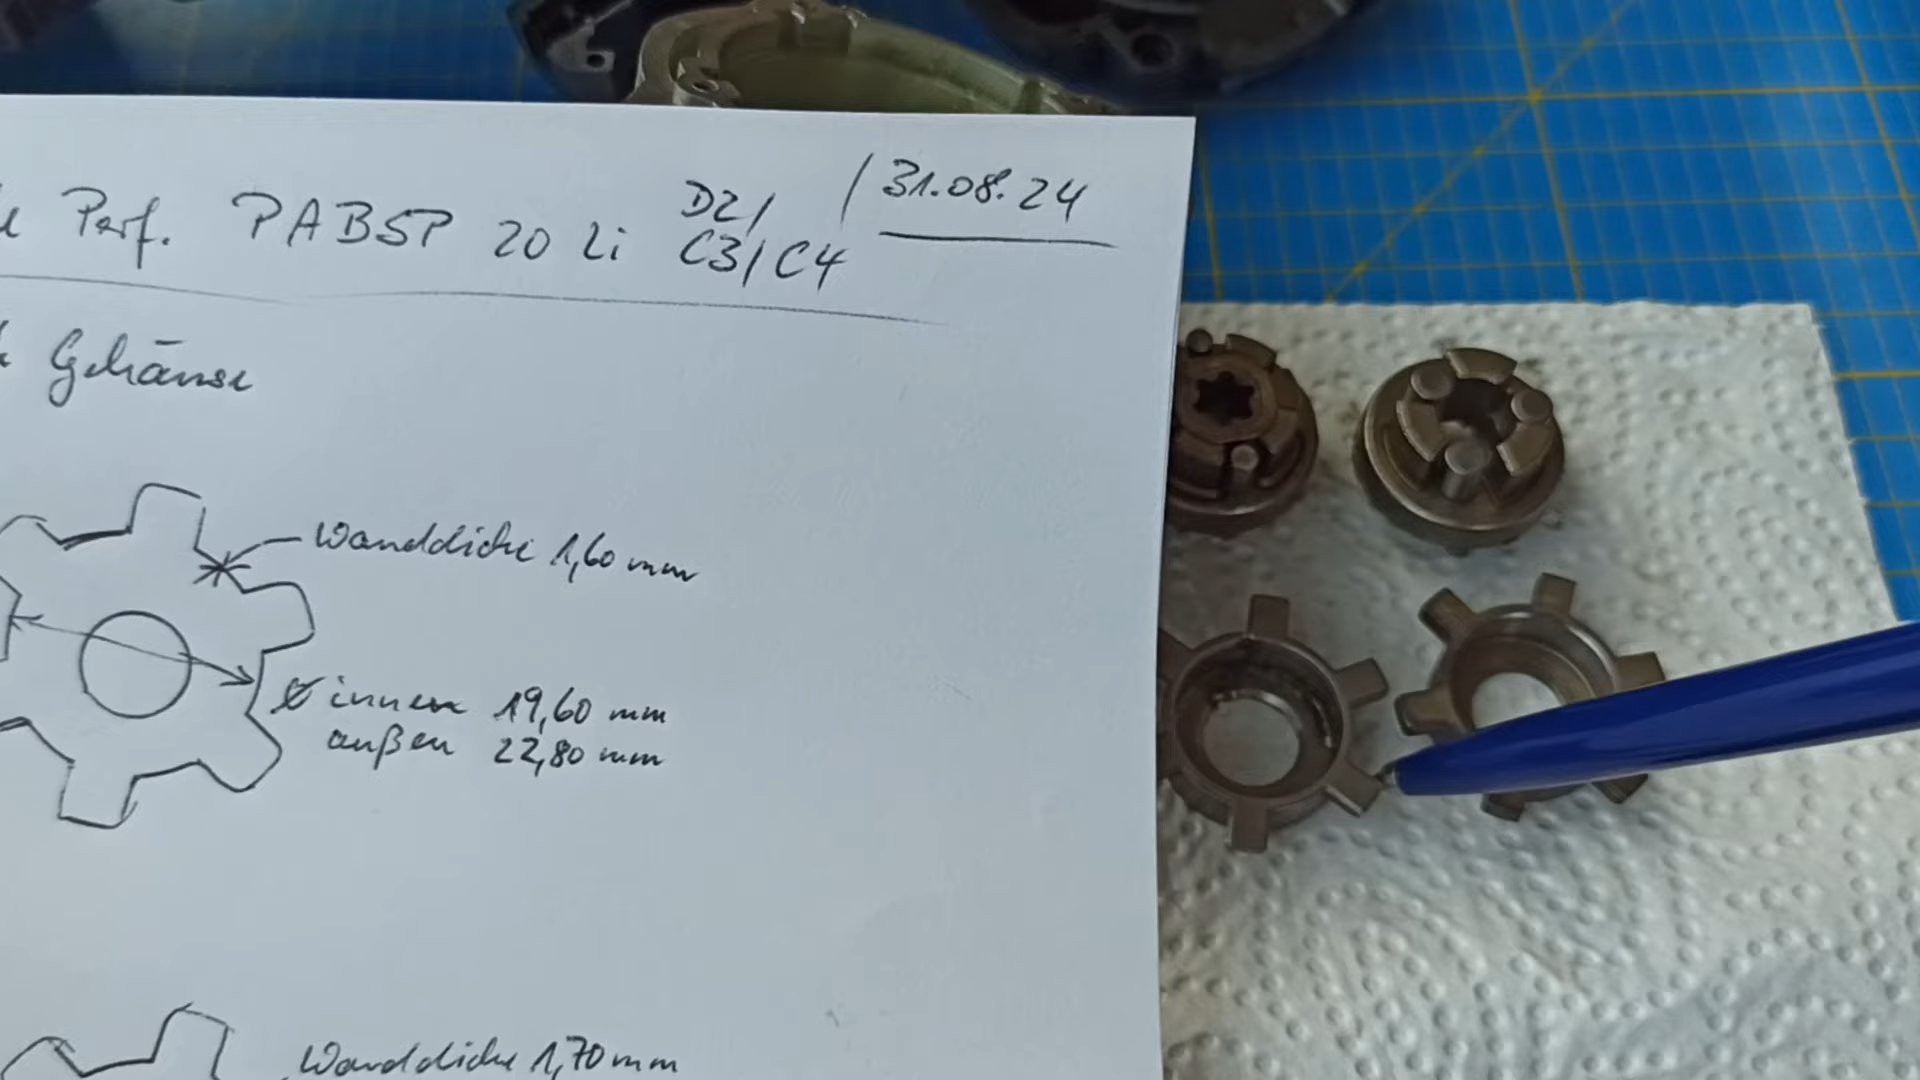 Perf. PABSP 20 Li D2/ C3/C4 / 31.08.24
Gehäuse
Wanddicke 1,60 mm
Ø innen 19,60 mm
außen 22,80 mm
Wanddicke 1,70 mm